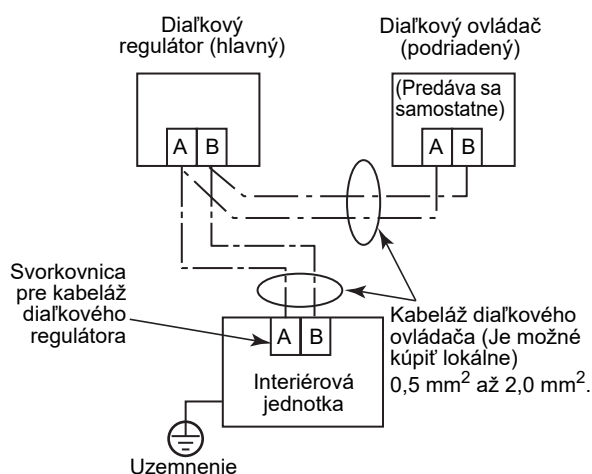 Diaľkový
regulátor (hlavný)
Diaľkový ovládač
(podriadený)
(Predáva sa
samostatne)
A B
A B
Svorkovnica
pre kabeláž
diaľkového
regulátora
A B
Kabeláž diaľkového
ovládača (Je možné
kúpiť lokálne)
0,5 mm² až 2,0 mm².
Interiérová
jednotka
Uzemnenie